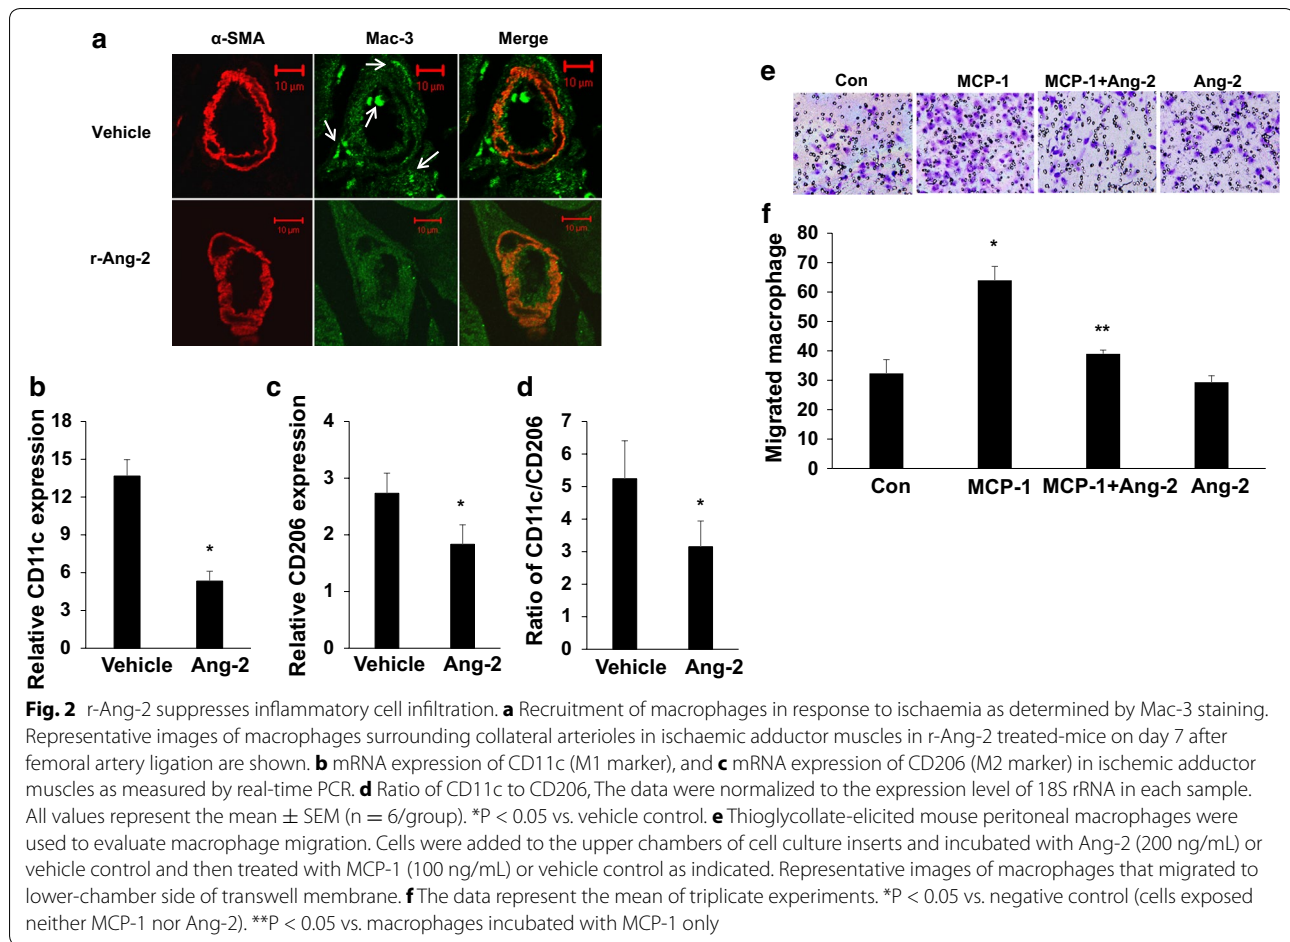 a
α-SMA Mac-3 Merge
Vehicle
10 µm 10 µm 10 µm
r-Ang-2
10 µm 10 µm 10 µm
b
Relative CD11c expression
18
15
12
9
6
3
0
*
Vehicle Ang-2
c
Relative CD206 expression
4
3
2
1
0
*
Vehicle Ang-2
d
Ratio of CD11c/CD206
7
6
5
4
3
2
1
0
*
Vehicle Ang-2
e
Con MCP-1 MCP-1+Ang-2 Ang-2
f
Migrated macrophage
80
70
60
50
40
30
20
10
0
*
**
Con MCP-1 MCP-1+Ang-2 Ang-2
Fig. 2 r-Ang-2 suppresses inflammatory cell infiltration. a Recruitment of macrophages in response to ischaemia as determined by Mac-3 staining.
Representative images of macrophages surrounding collateral arterioles in ischaemic adductor muscles in r-Ang-2 treated-mice on day 7 after
femoral artery ligation are shown. b mRNA expression of CD11c (M1 marker), and c mRNA expression of CD206 (M2 marker) in ischemic adductor
muscles as measured by real-time PCR. d Ratio of CD11c to CD206, The data were normalized to the expression level of 18S rRNA in each sample.
All values represent the mean ± SEM (n = 6/group). *P < 0.05 vs. vehicle control. e Thioglycollate-elicited mouse peritoneal macrophages were
used to evaluate macrophage migration. Cells were added to the upper chambers of cell culture inserts and incubated with Ang-2 (200 ng/mL) or
vehicle control and then treated with MCP-1 (100 ng/mL) or vehicle control as indicated. Representative images of macrophages that migrated to
lower-chamber side of transwell membrane. f The data represent the mean of triplicate experiments. *P < 0.05 vs. negative control (cells exposed
neither MCP-1 nor Ang-2). **P < 0.05 vs. macrophages incubated with MCP-1 only